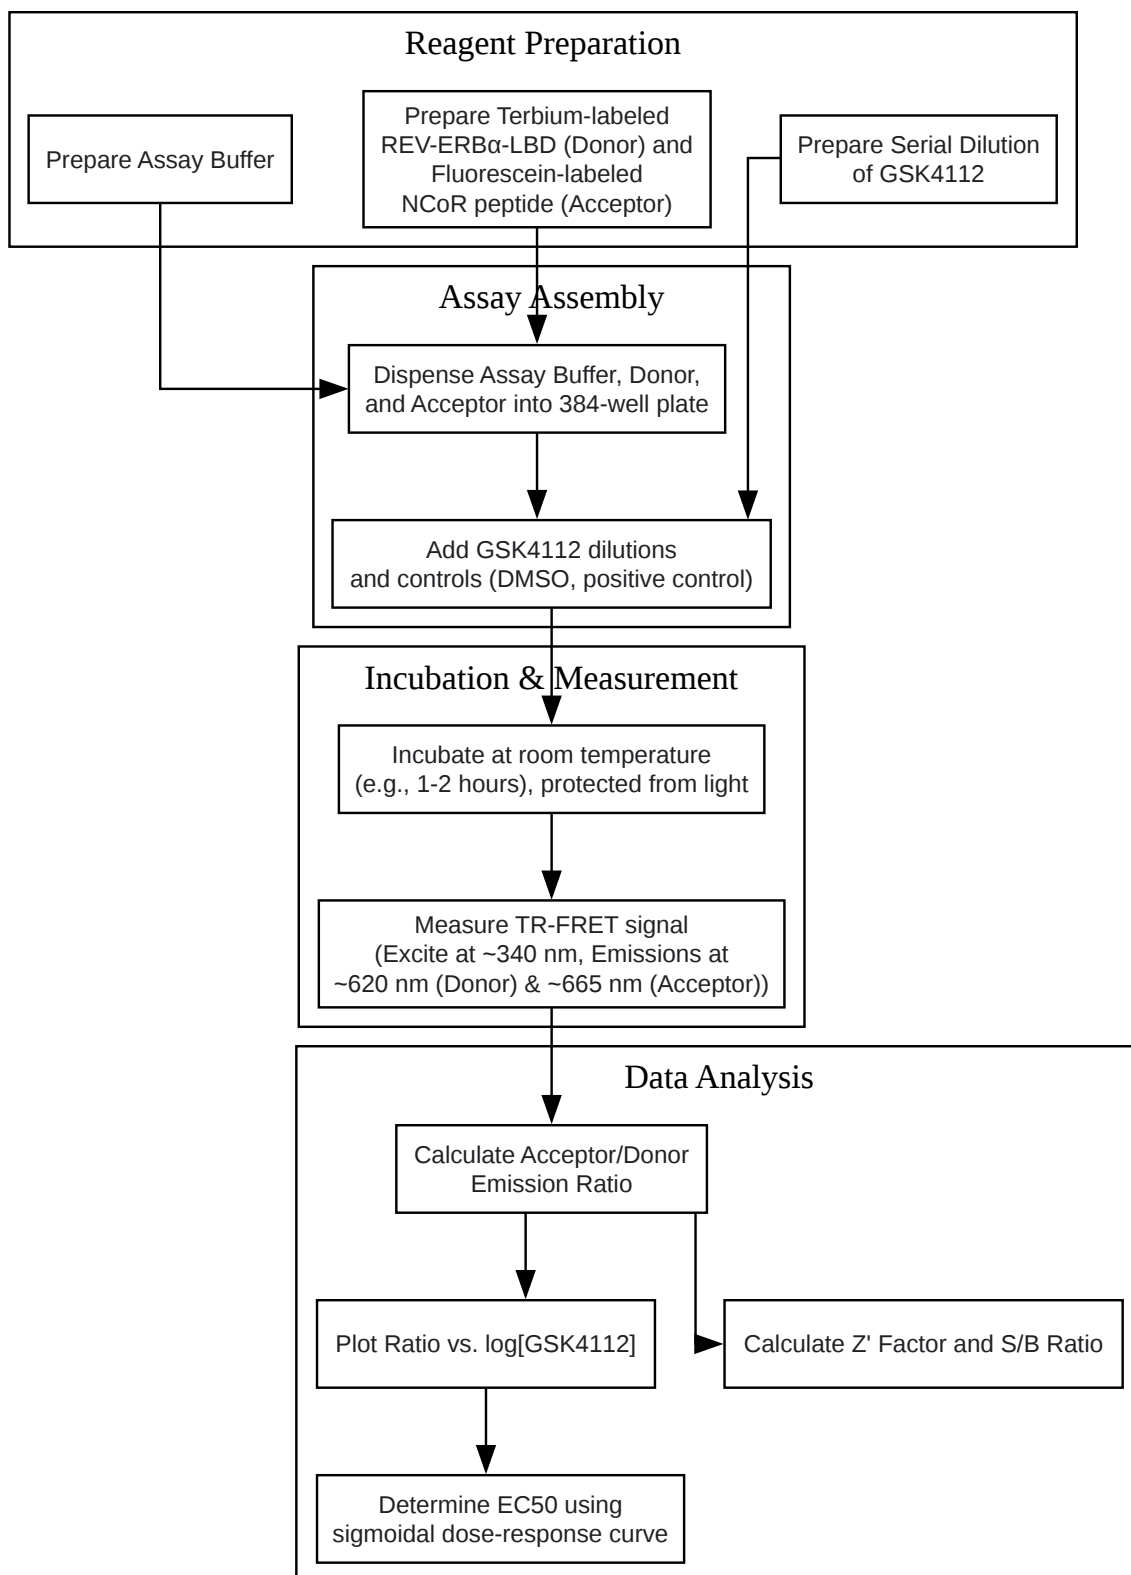 Reagent Preparation
Prepare Assay Buffer
Prepare Terbium-labeled
REV-ERBα-LBD (Donor) and
Fluorescein-labeled
NCoR peptide (Acceptor)
Prepare Serial Dilution
of GSK4112
Assay Assembly
Dispense Assay Buffer, Donor,
and Acceptor into 384-well plate
Add GSK4112 dilutions
and controls (DMSO, positive control)
Incubation & Measurement
Incubate at room temperature
(e.g., 1-2 hours), protected from light
Measure TR-FRET signal
(Excite at ~340 nm, Emissions at
~620 nm (Donor) & ~665 nm (Acceptor))
Data Analysis
Calculate Acceptor/Donor
Emission Ratio
Plot Ratio vs. log[GSK4112]
Calculate Z' Factor and S/B Ratio
Determine EC50 using
sigmoidal dose-response curve